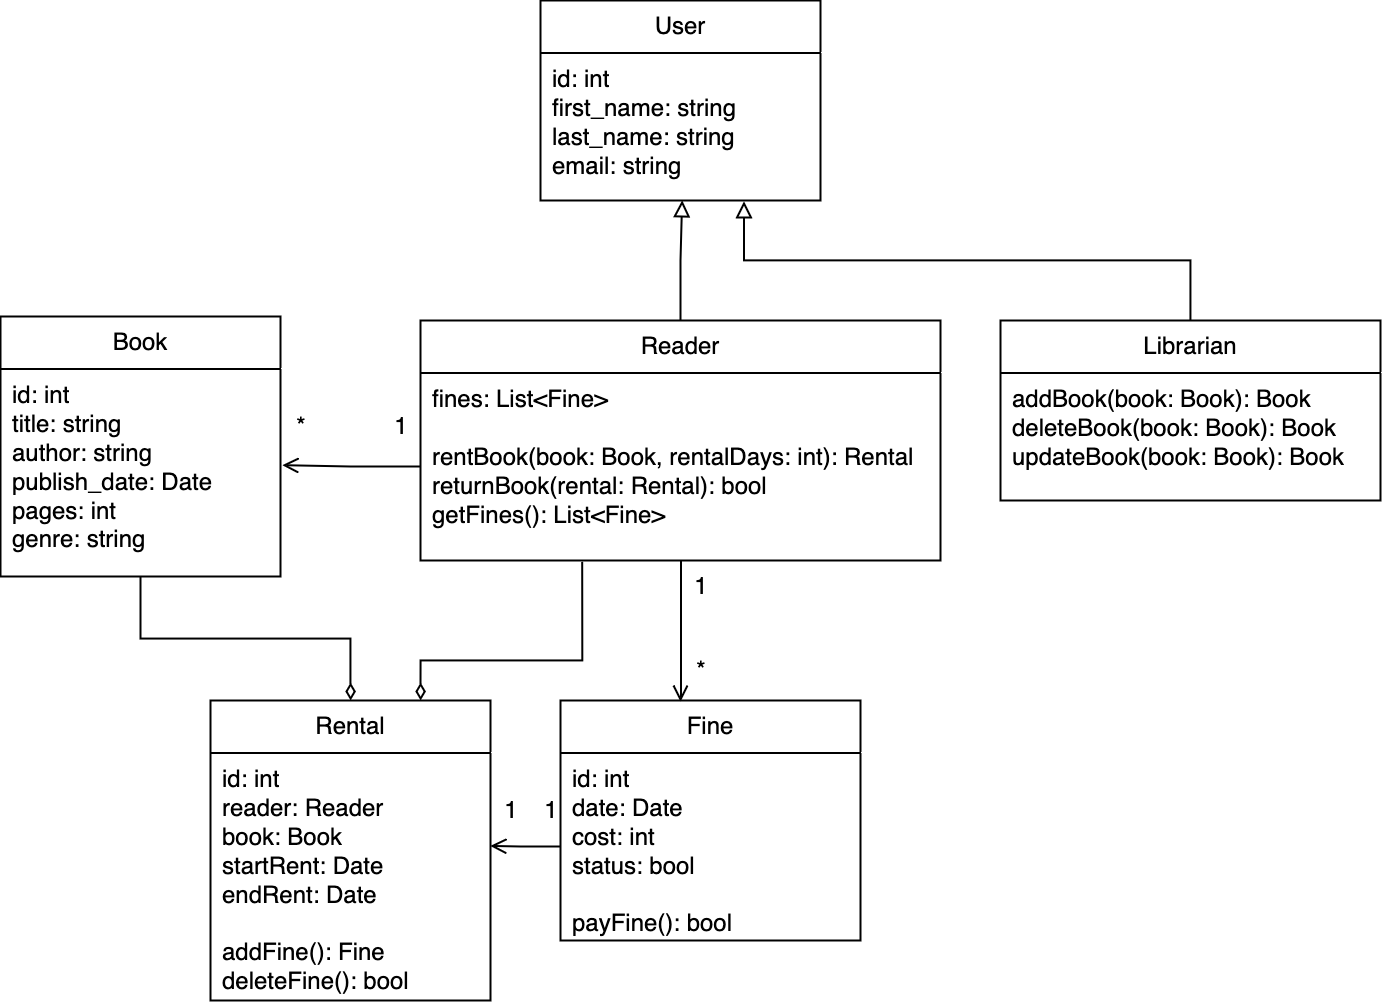 User
id: int
first_name: string
last_name: string
email: string
Book
id: int
title: string
author: string
publish_date: Date
pages: int
genre: string
*
1
Reader
fines: List<Fine>
rentBook(book: Book, rentalDays: int): Rental
returnBook(rental: Rental): bool
getFines(): List<Fine>
Librarian
addBook(book: Book): Book
deleteBook(book: Book): Book
updateBook(book: Book): Book
1
*
Rental
id: int
reader: Reader
book: Book
startRent: Date
endRent: Date
addFine(): Fine
deleteFine(): bool
1
1
Fine
id: int
date: Date
cost: int
status: bool
payFine(): bool